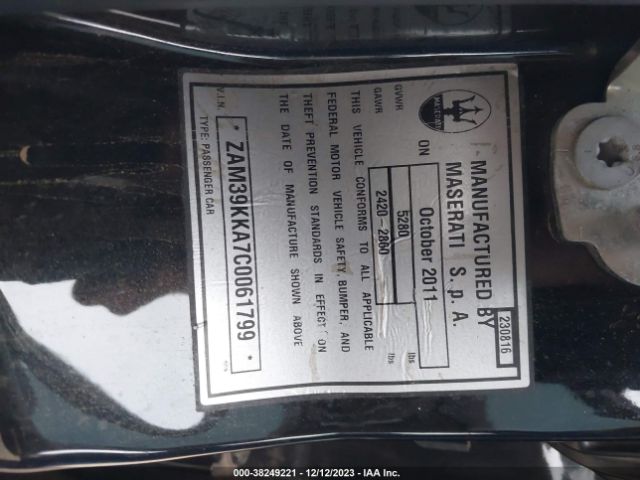 230816
MANUFACTURED BY
MASERATI S.p.A.
MASERATI
ON October 2011
GVWR 5280 lbs
GAWR 2420-2860 lbs
THIS VEHICLE CONFORMS TO ALL APPLICABLE
FEDERAL MOTOR VEHICLE SAFETY, BUMPER, AND
THEFT PREVENTION STANDARDS IN EFFECT ON
THE DATE OF MANUFACTURE SHOWN ABOVE
V.I.N. * ZAM39KKA7C0061799 *
TYPE: PASSENGER CAR
000-38249221 - 12/12/2023 - IAA Inc.